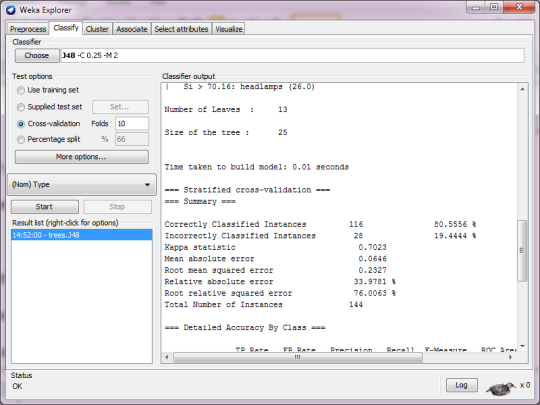 Weka Explorer
Preprocess Classify Cluster Associate Select attributes Visualize
Classifier
Choose J48 -C 0.25 -M 2
Test options
Use training set
Supplied test set Set...
Cross-validation Folds 10
Percentage split % 66
More options...
(Nom) Type
Start Stop
Result list (right-click for options)
14:52:00 - trees.J48
Classifier output
| Si > 70.16: headlamps (26.0)
Number of Leaves : 13
Size of the tree : 25
Time taken to build model: 0.01 seconds
=== Stratified cross-validation ===
=== Summary ===
Correctly Classified Instances 116 80.5556 %
Incorrectly Classified Instances 28 19.4444 %
Kappa statistic 0.7023
Mean absolute error 0.0646
Root mean squared error 0.2327
Relative absolute error 33.9781 %
Root relative squared error 76.0063 %
Total Number of Instances 144
=== Detailed Accuracy By Class ===
TP Rate FP Rate Precision Recall F-Measure ROC Area
Status
OK
Log x 0